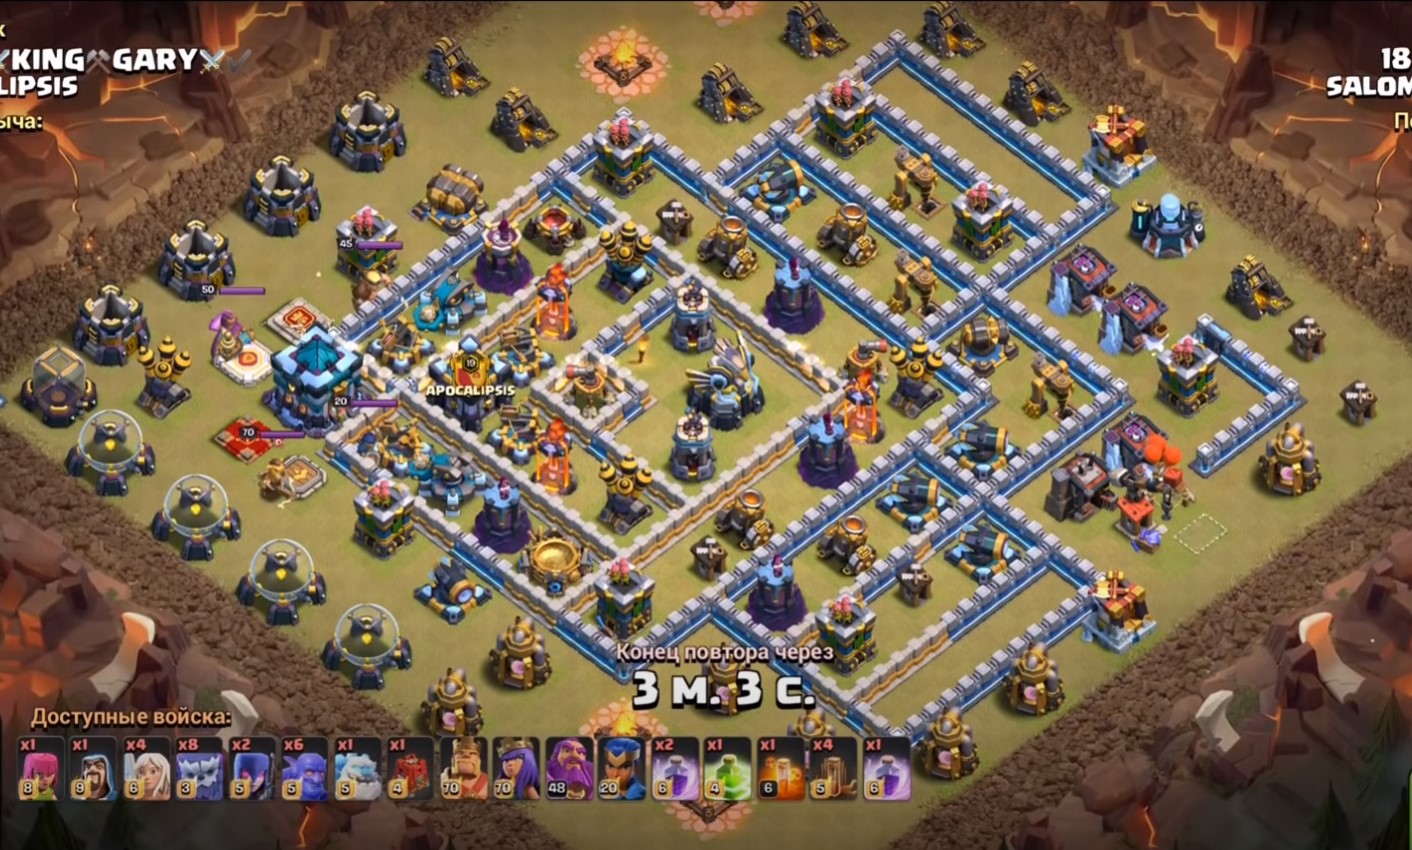 KING GARY
LIPSIS
ыча:
18
SALOM
По
45
50
19
APOCALIPSIS
20
70
Конец повтора через
3 м. 3 с.
Доступные войска:
x1 x1 x4 x8 x2 x6 x1 x1 x2 x1 x1 x4 x1
8 9 6 3 5 5 5 4 70 70 48 20 6 4 6 5 6